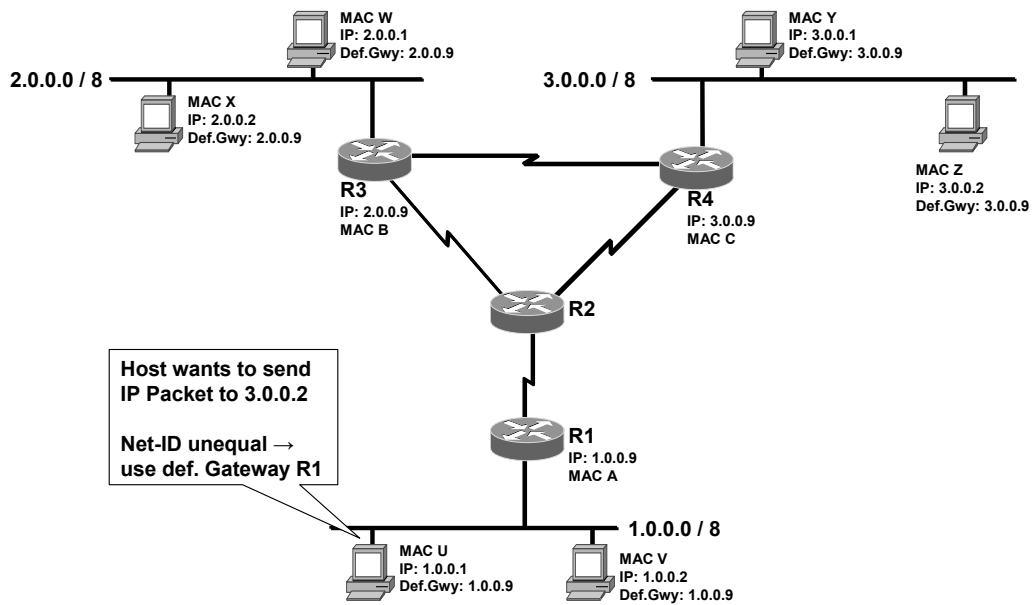 MAC W
IP: 2.0.0.1
Def.Gwy: 2.0.0.9
2.0.0.0 / 8
MAC X
IP: 2.0.0.2
Def.Gwy: 2.0.0.9
MAC Y
IP: 3.0.0.1
Def.Gwy: 3.0.0.9
3.0.0.0 / 8
MAC Z
IP: 3.0.0.2
Def.Gwy: 3.0.0.9
R3
IP: 2.0.0.9
MAC B
R4
IP: 3.0.0.9
MAC C
R2
Host wants to send
IP Packet to 3.0.0.2
Net-ID unequal →
use def. Gateway R1
R1
IP: 1.0.0.9
MAC A
1.0.0.0 / 8
MAC U
IP: 1.0.0.1
Def.Gwy: 1.0.0.9
MAC V
IP: 1.0.0.2
Def.Gwy: 1.0.0.9